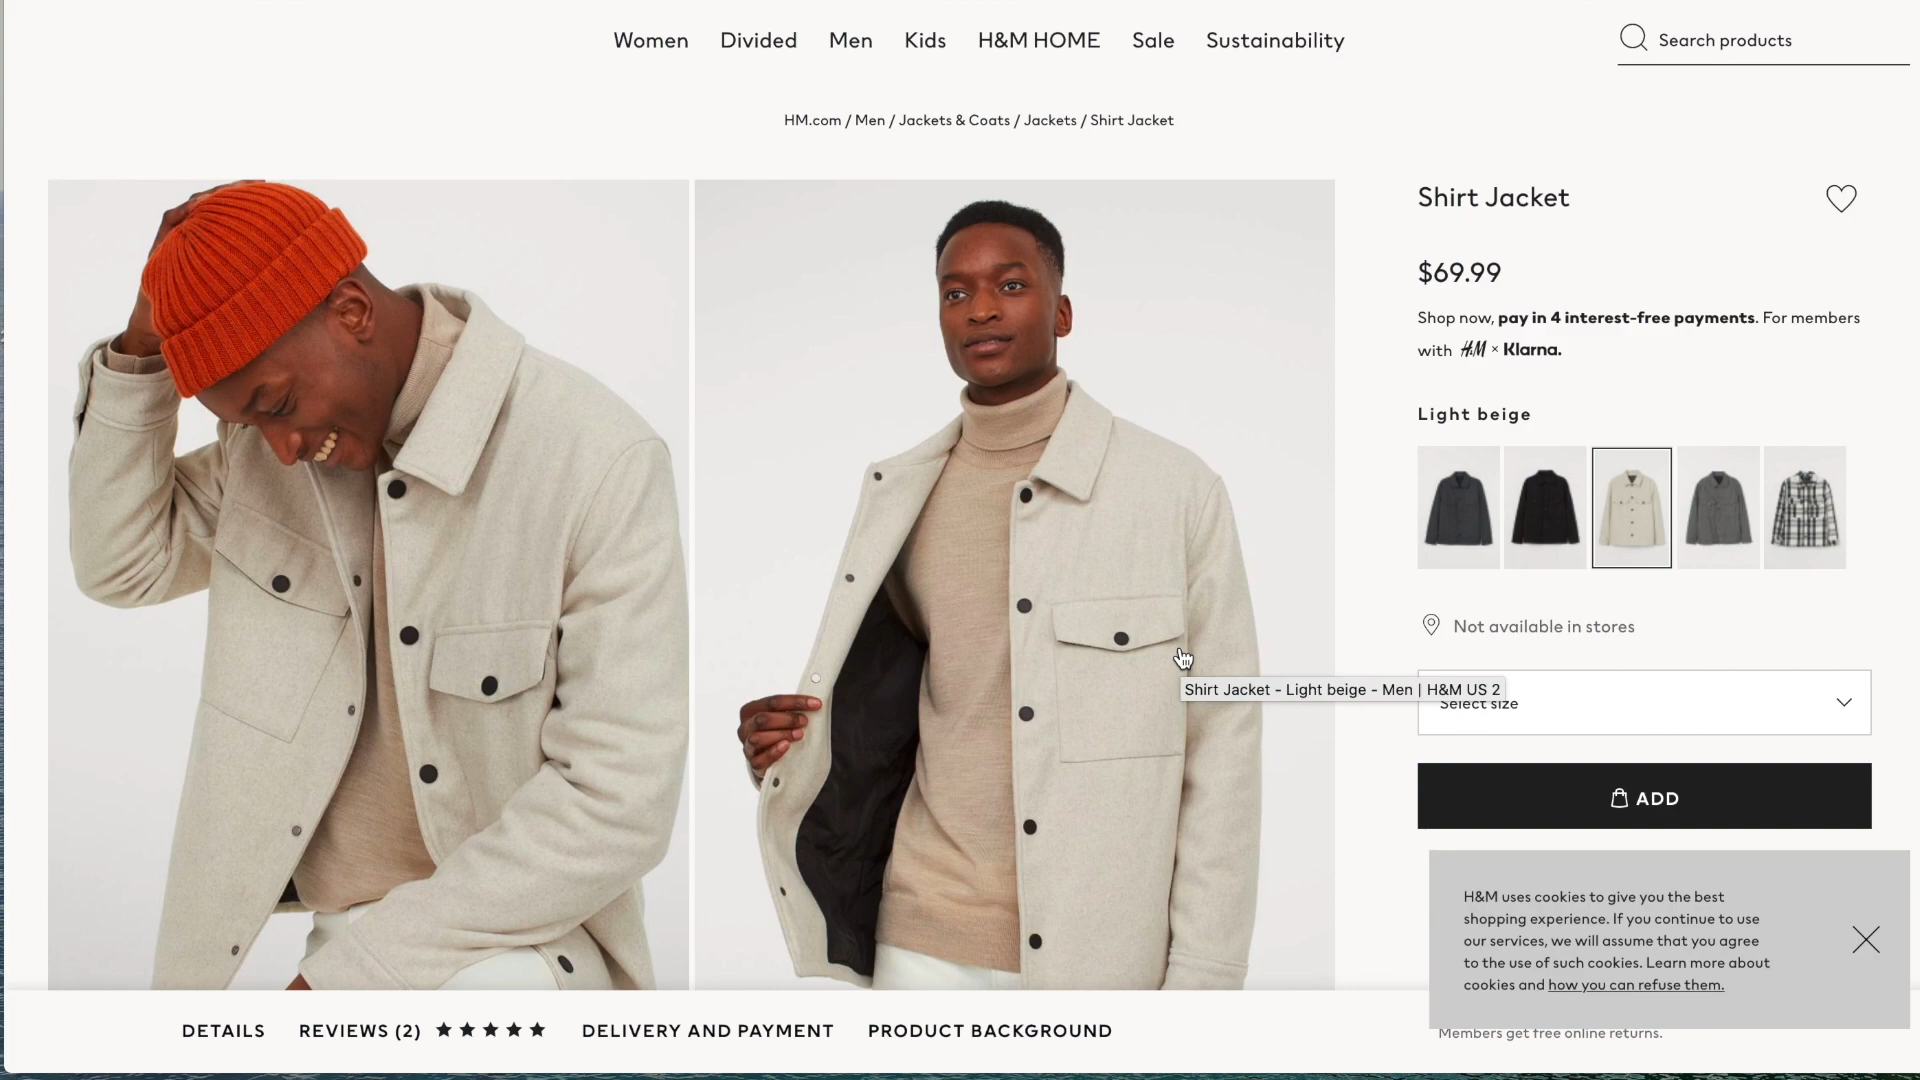 Women Divided Men Kids H&M HOME Sale Sustainability
Search products
HM.com / Men / Jackets & Coats / Jackets / Shirt Jacket
Shirt Jacket
$69.99
Shop now, pay in 4 interest-free payments. For members
with H&M × Klarna.
Light beige
Not available in stores
Shirt Jacket - Light beige - Men | H&M US 2
Select size
ADD
H&M uses cookies to give you the best
shopping experience. If you continue to use
our services, we will assume that you agree
to the use of such cookies. Learn more about
cookies and how you can refuse them.
DETAILS REVIEWS (2) DELIVERY AND PAYMENT PRODUCT BACKGROUND
Members get free online returns.